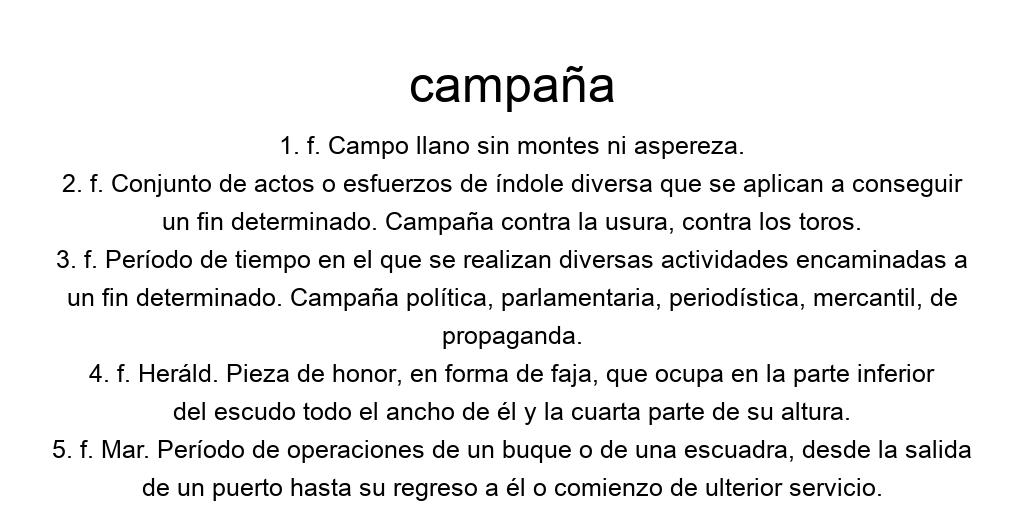 campaña
1. f. Campo llano sin montes ni aspereza.
2. f. Conjunto de actos o esfuerzos de índole diversa que se aplican a conseguir
un fin determinado. Campaña contra la usura, contra los toros.
3. f. Período de tiempo en el que se realizan diversas actividades encaminadas a
un fin determinado. Campaña política, parlamentaria, periodística, mercantil, de
propaganda.
4. f. Heráld. Pieza de honor, en forma de faja, que ocupa en la parte inferior
del escudo todo el ancho de él y la cuarta parte de su altura.
5. f. Mar. Período de operaciones de un buque o de una escuadra, desde la salida
de un puerto hasta su regreso a él o comienzo de ulterior servicio.